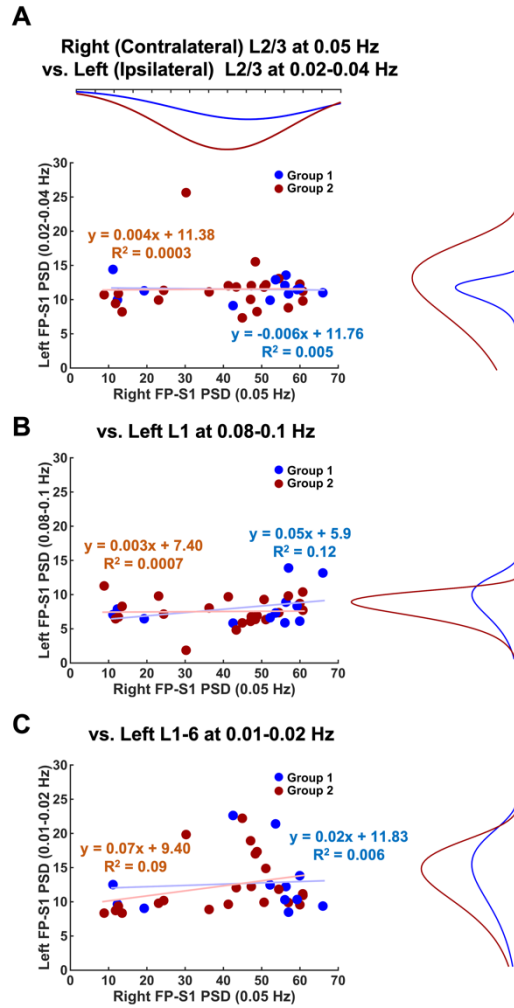 A
Right (Contralateral) L2/3 at 0.05 Hz
vs. Left (Ipsilateral) L2/3 at 0.02-0.04 Hz
Left FP-S1 PSD (0.02-0.04 Hz)
30
25
20
15
10
5
0
Group 1
Group 2
y = 0.004x + 11.38
R² = 0.0003
y = -0.006x + 11.76
R² = 0.005
0 10 20 30 40 50 60 70
Right FP-S1 PSD (0.05 Hz)
B
vs. Left L1 at 0.08-0.1 Hz
Left FP-S1 PSD (0.08-0.1 Hz)
30
25
20
15
10
5
0
Group 1
Group 2
y = 0.003x + 7.40
R² = 0.0007
y = 0.05x + 5.9
R² = 0.12
0 10 20 30 40 50 60 70
Right FP-S1 PSD (0.05 Hz)
C
vs. Left L1-6 at 0.01-0.02 Hz
Left FP-S1 PSD (0.01-0.02 Hz)
30
25
20
15
10
5
0
Group 1
Group 2
y = 0.07x + 9.40
R² = 0.09
y = 0.02x + 11.83
R² = 0.006
0 10 20 30 40 50 60 70
Right FP-S1 PSD (0.05 Hz)